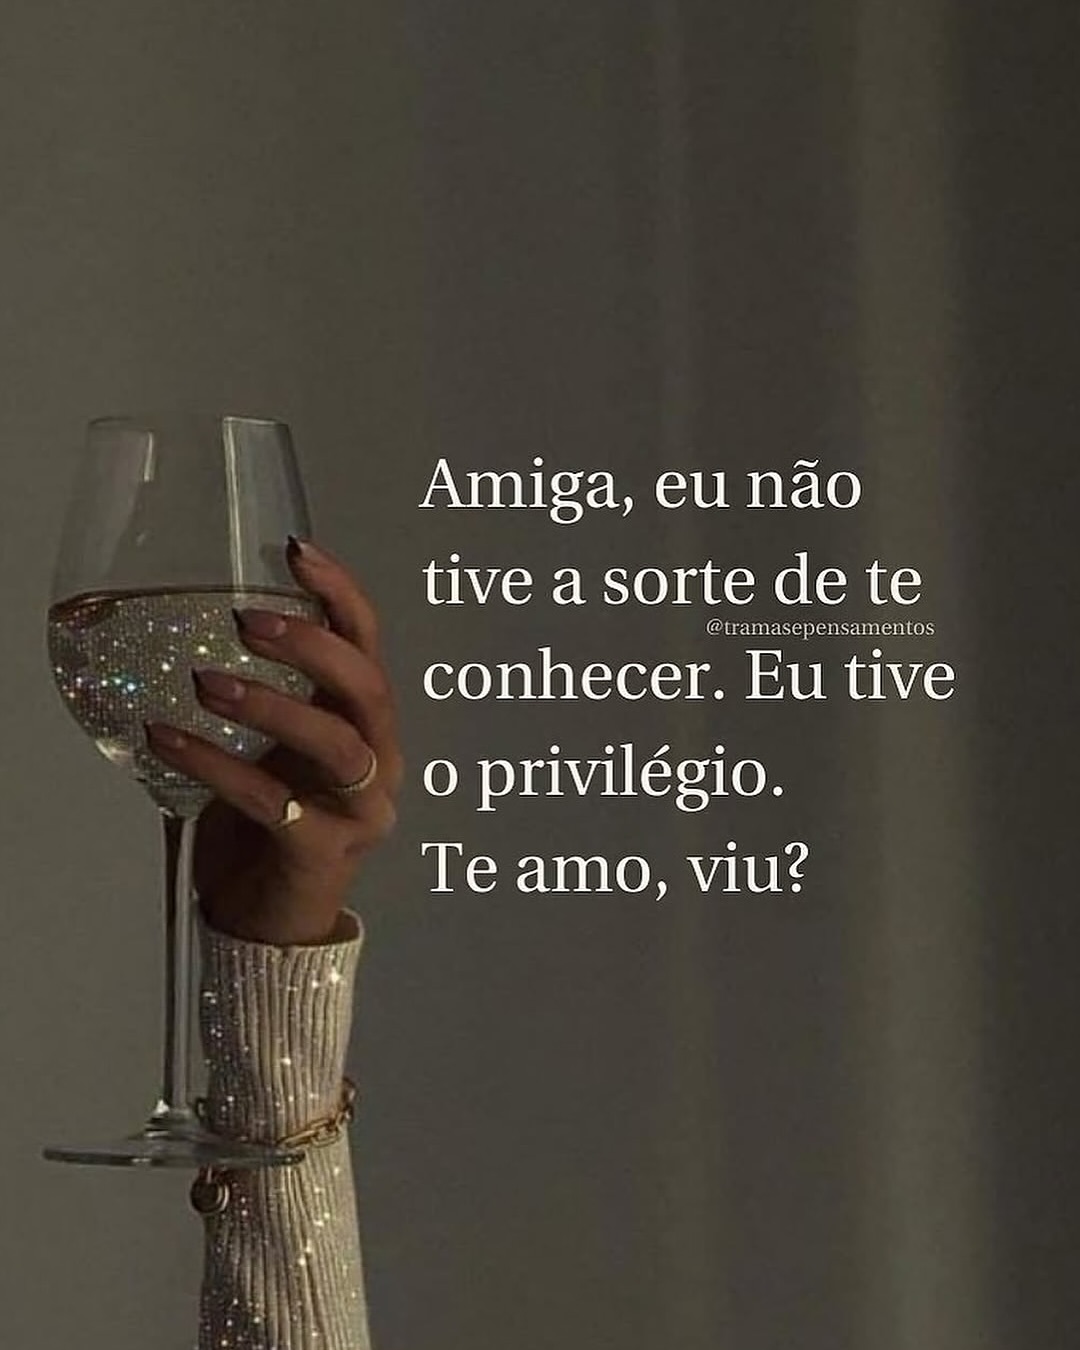 Amiga, eu não
tive a sorte de te
@tramasepensamentos
conhecer. Eu tive
o privilégio.
Te amo, viu?